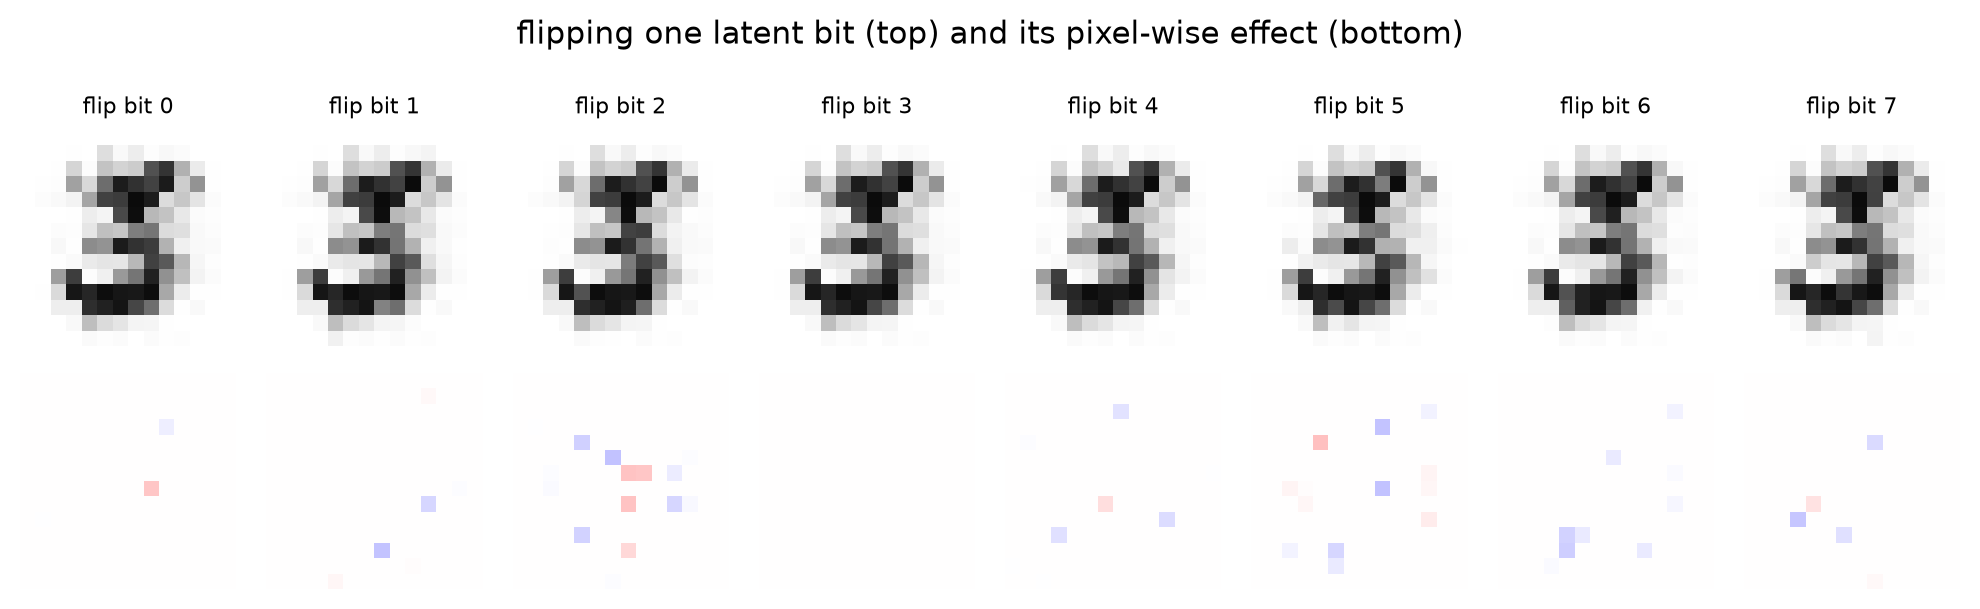 flipping one latent bit (top) and its pixel-wise effect (bottom)
flip bit 0 flip bit 1 flip bit 2 flip bit 3 flip bit 4 flip bit 5 flip bit 6 flip bit 7